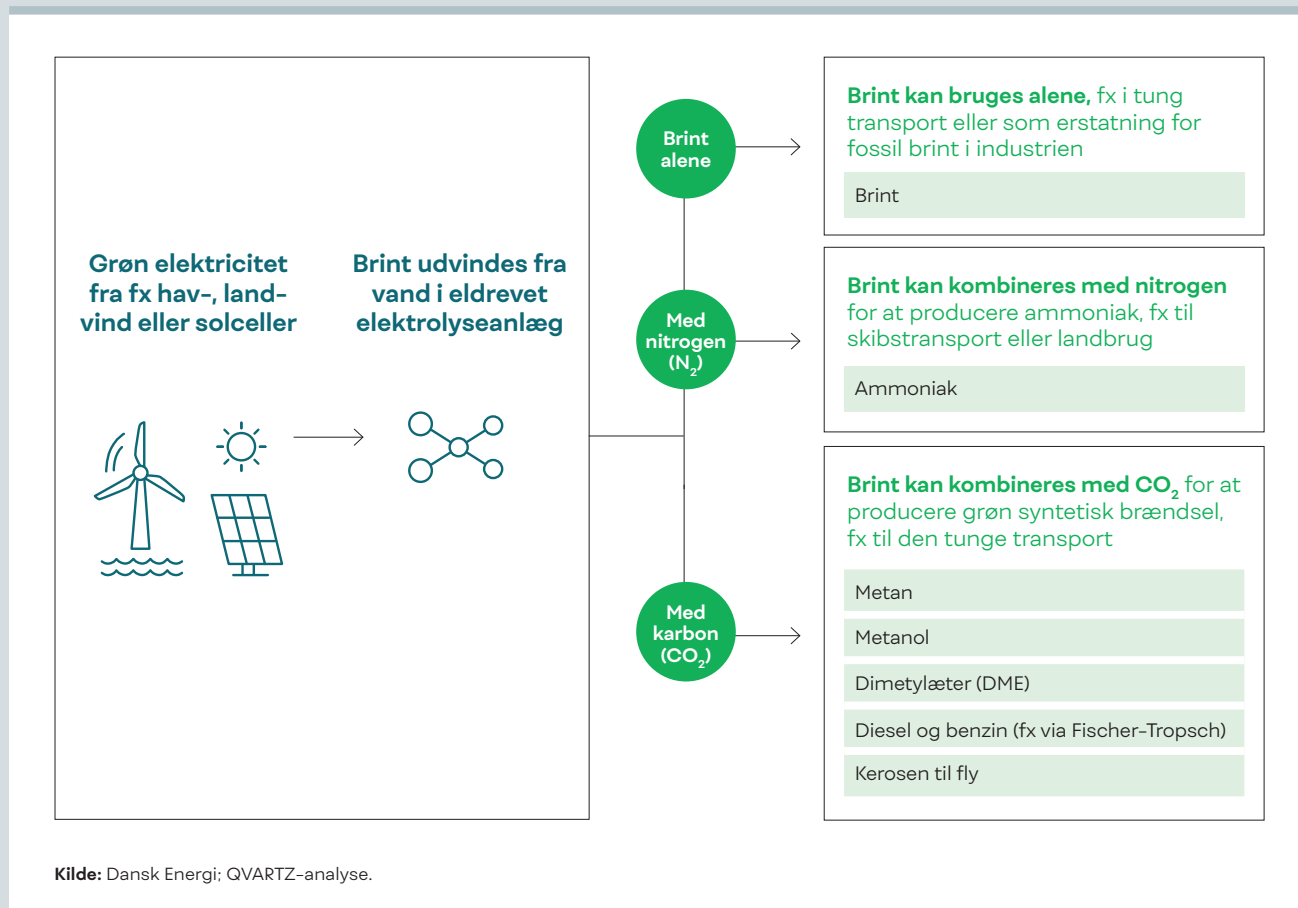 Grøn elektricitet
fra fx hav-, land-
vind eller solceller
Brint udvindes fra
vand i eldrevet
elektrolyseanlæg
Brint
alene
Brint kan bruges alene, fx i tung
transport eller som erstatning for
fossil brint i industrien
Brint
Med
nitrogen
(N₂)
Brint kan kombineres med nitrogen
for at producere ammoniak, fx til
skibstransport eller landbrug
Ammoniak
Med
karbon
(CO₂)
Brint kan kombineres med CO₂ for at
producere grøn syntetisk brændsel,
fx til den tunge transport
Metan
Metanol
Dimetylæter (DME)
Diesel og benzin (fx via Fischer-Tropsch)
Kerosen til fly
Kilde: Dansk Energi; QVARTZ-analyse.